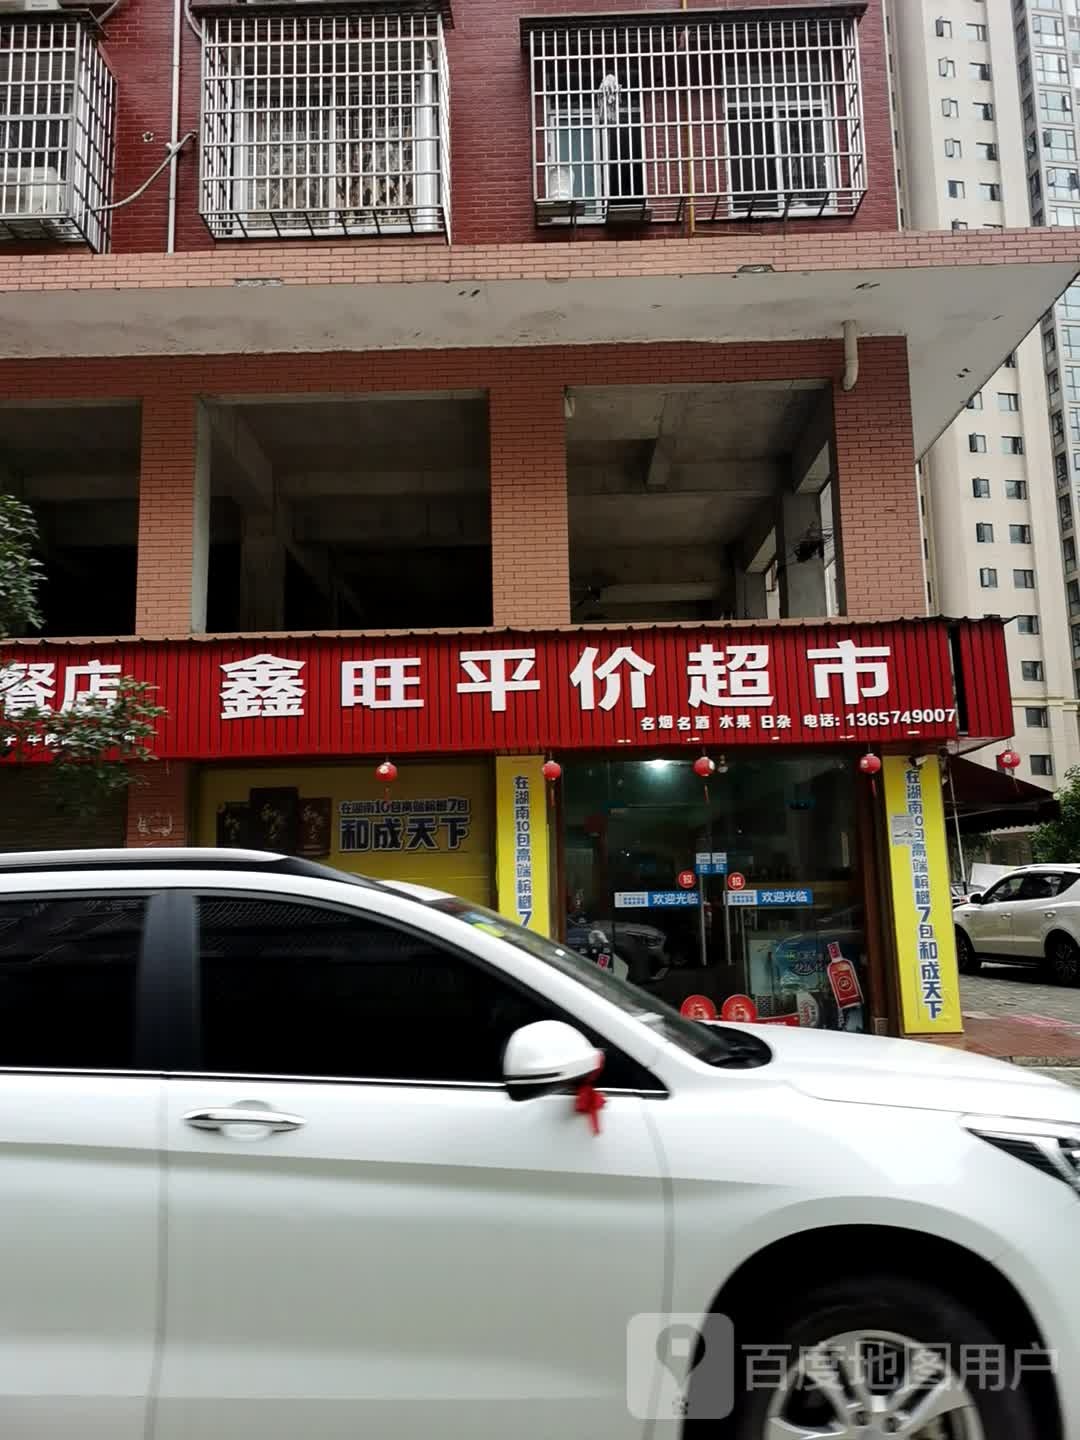 餐店
鑫旺平价超市
名烟名酒 水果 日杂 电话: 1365749007
在湖南10包高端槟榔7包
和成天下
在湖南10包高端槟榔7
在湖南10包高端槟榔7包和成天下
拉 拉
欢迎光临 欢迎光临
百度地图用户